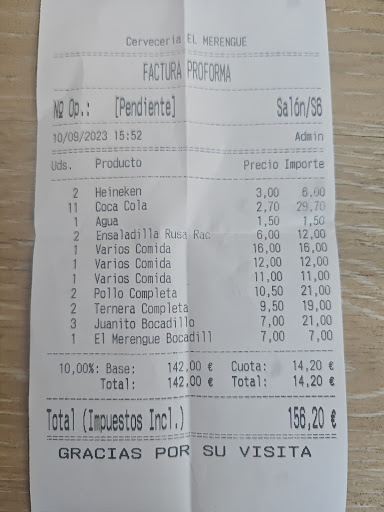 Cerveceria EL MERENGUE
FACTURA PROFORMA
Nº Op.: [Pendiente] Salón/S6
10/09/2023 15:52 Admin
Uds. Producto Precio Importe
2 Heineken 3,00 6,00
11 Coca Cola 2,70 29,70
1 Agua 1,50 1,50
2 Ensaladilla Rusa Rac 6,00 12,00
1 Varios Comida 16,00 16,00
1 Varios Comida 12,00 12,00
1 Varios Comida 11,00 11,00
2 Pollo Completa 10,50 21,00
2 Ternera Completa 9,50 19,00
3 Juanito Bocadillo 7,00 21,00
1 El Merengue Bocadill 7,00 7,00
10,00%: Base: 142,00 € Cuota: 14,20 €
Total: 142,00 € Total: 14,20 €
Total (Impuestos Incl.) 156,20 €
GRACIAS POR SU VISITA